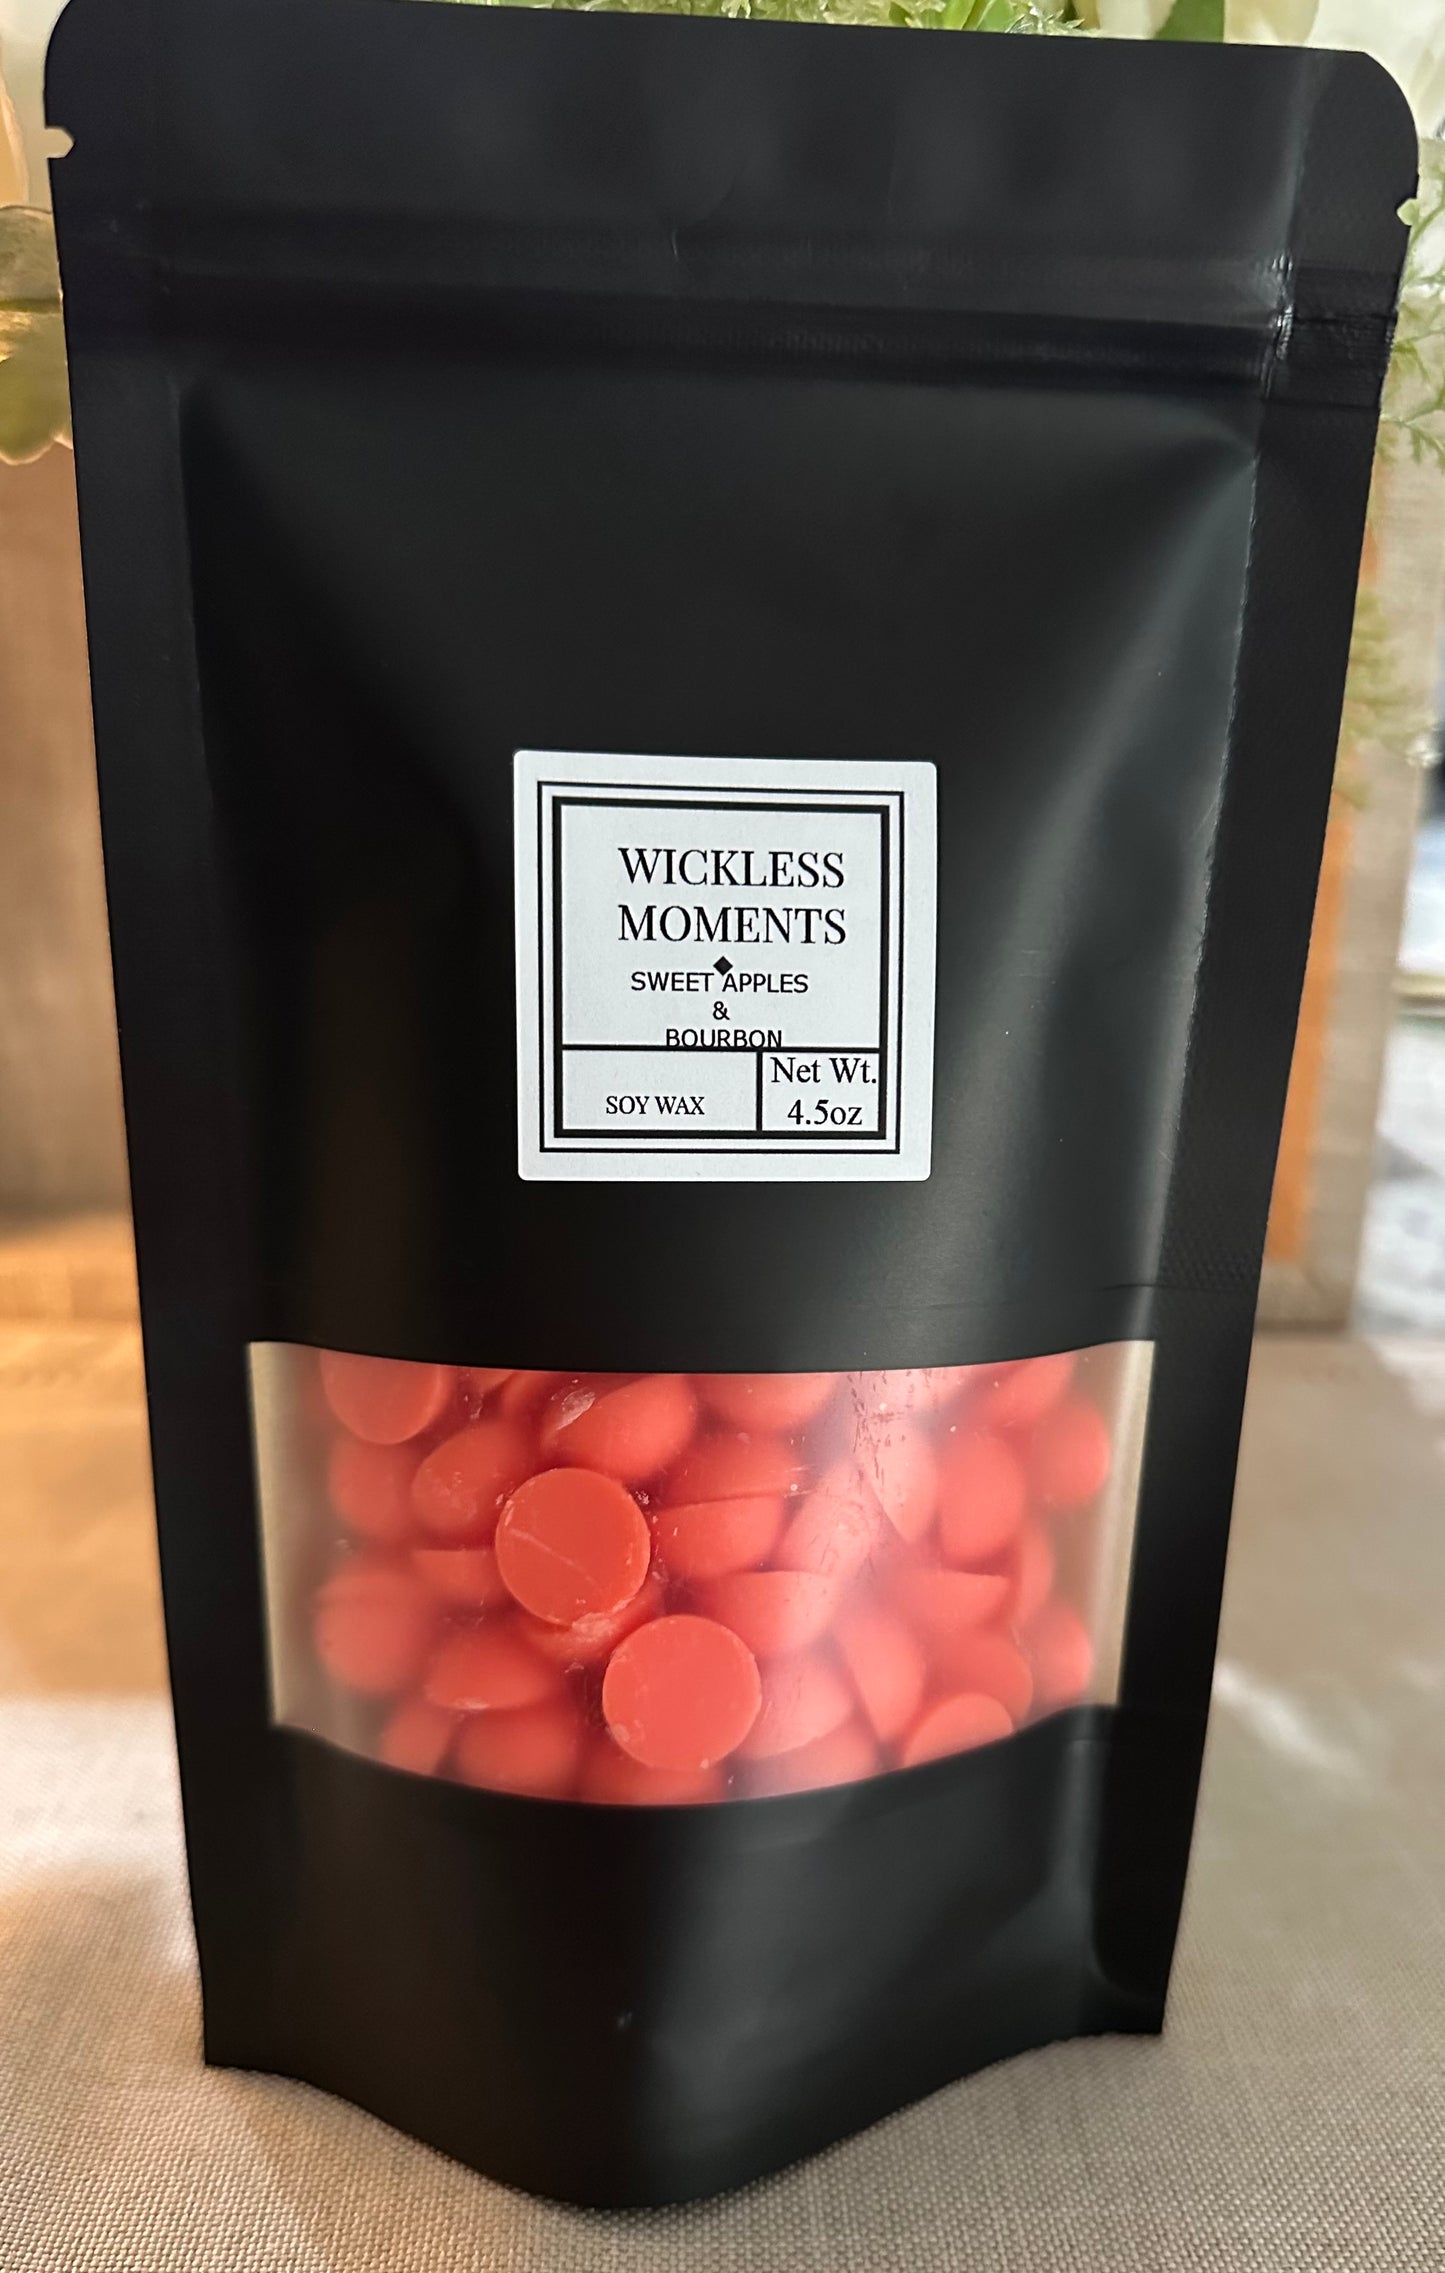 WICKLESS
MOMENTS
SWEET APPLES
&
BOURBON
SOY WAX
Net Wt.
4.5oz